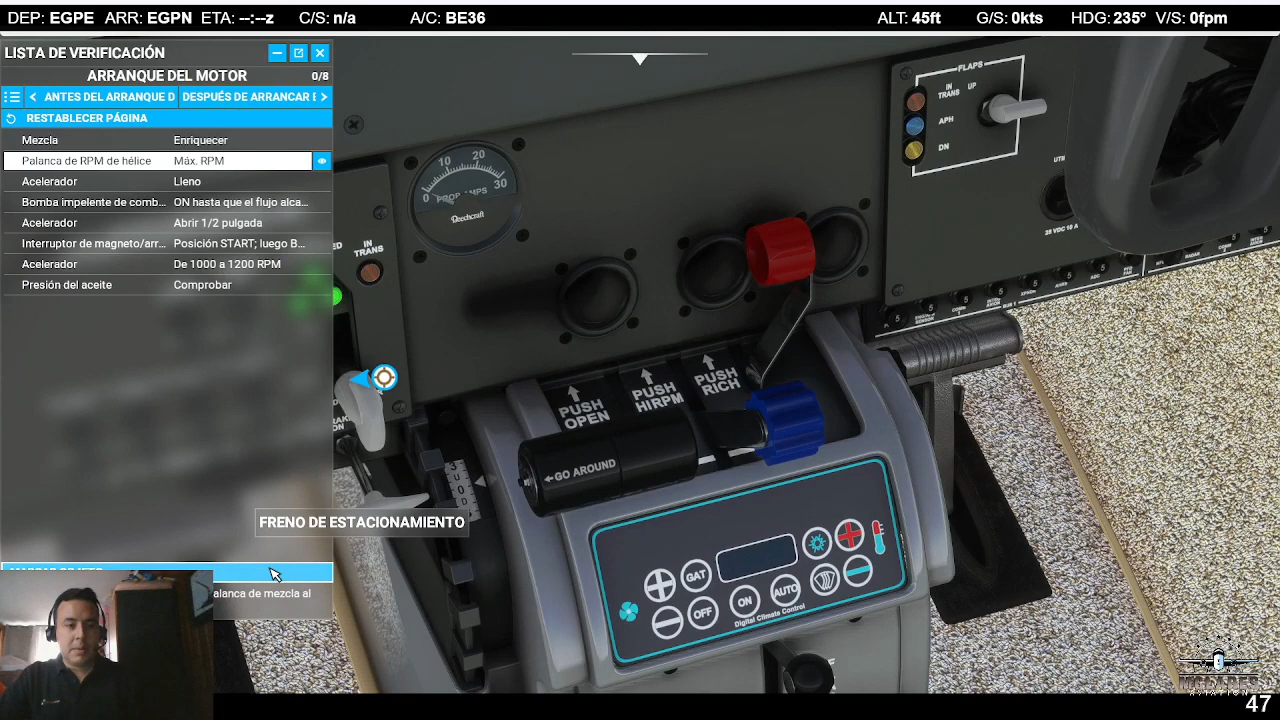 DEP: EGPE ARR: EGPN ETA: --:--z C/S: n/a A/C: BE36 ALT: 45ft G/S: 0kts HDG: 235° V/S: 0fpm
LISTA DE VERIFICACIÓN
ARRANQUE DEL MOTOR 0/8
ANTES DEL ARRANQUE D DESPUÉS DE ARRANCAR E
RESTABLECER PÁGINA
Mezcla Enriquecer
Palanca de RPM de hélice Máx. RPM
Acelerador Lleno
Bomba impelente de comb... ON hasta que el flujo alca...
Acelerador Abrir 1/2 pulgada
Interruptor de magneto/arr... Posición START; luego B...
Acelerador De 1000 a 1200 RPM
Presión del aceite Comprobar
alanca de mezcla al
FRENO DE ESTACIONAMIENTO
IN
TRANS
0 10 20 30
PROP AMPS
Beechcraft
FLAPS
IN
TRANS
UP
APH
DN
PUSH
OPEN
PUSH
HIRPM
PUSH
RICH
GO AROUND
GAT
OFF
ON
AUTO
Digital Climate Control
AVIATION
47